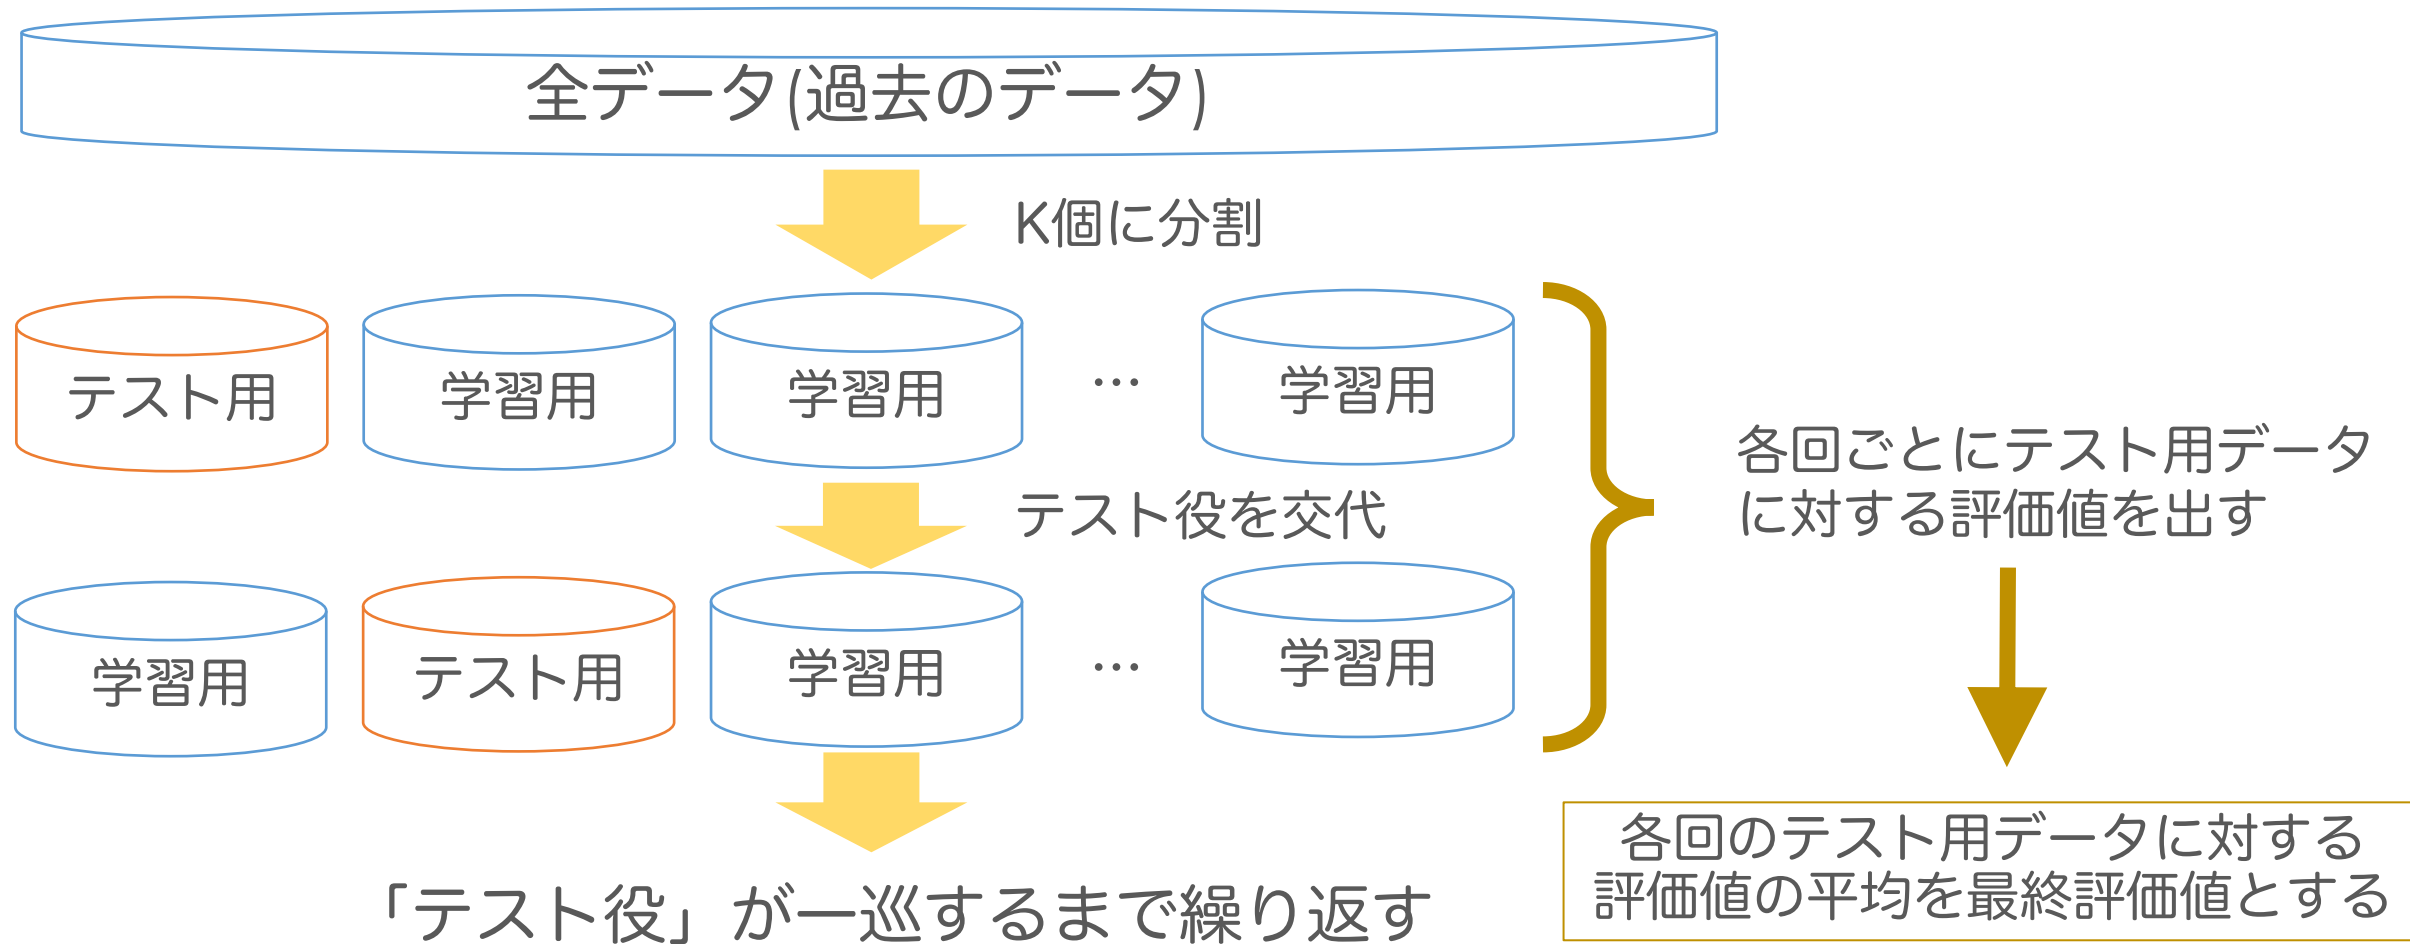 全データ(過去のデータ)
K個に分割
テスト用
学習用
学習用
…
学習用
テスト役を交代
学習用
テスト用
学習用
…
学習用
「テスト役」が一巡するまで繰り返す
各回ごとにテスト用データ
に対する評価値を出す
各回のテスト用データに対する
評価値の平均を最終評価値とする